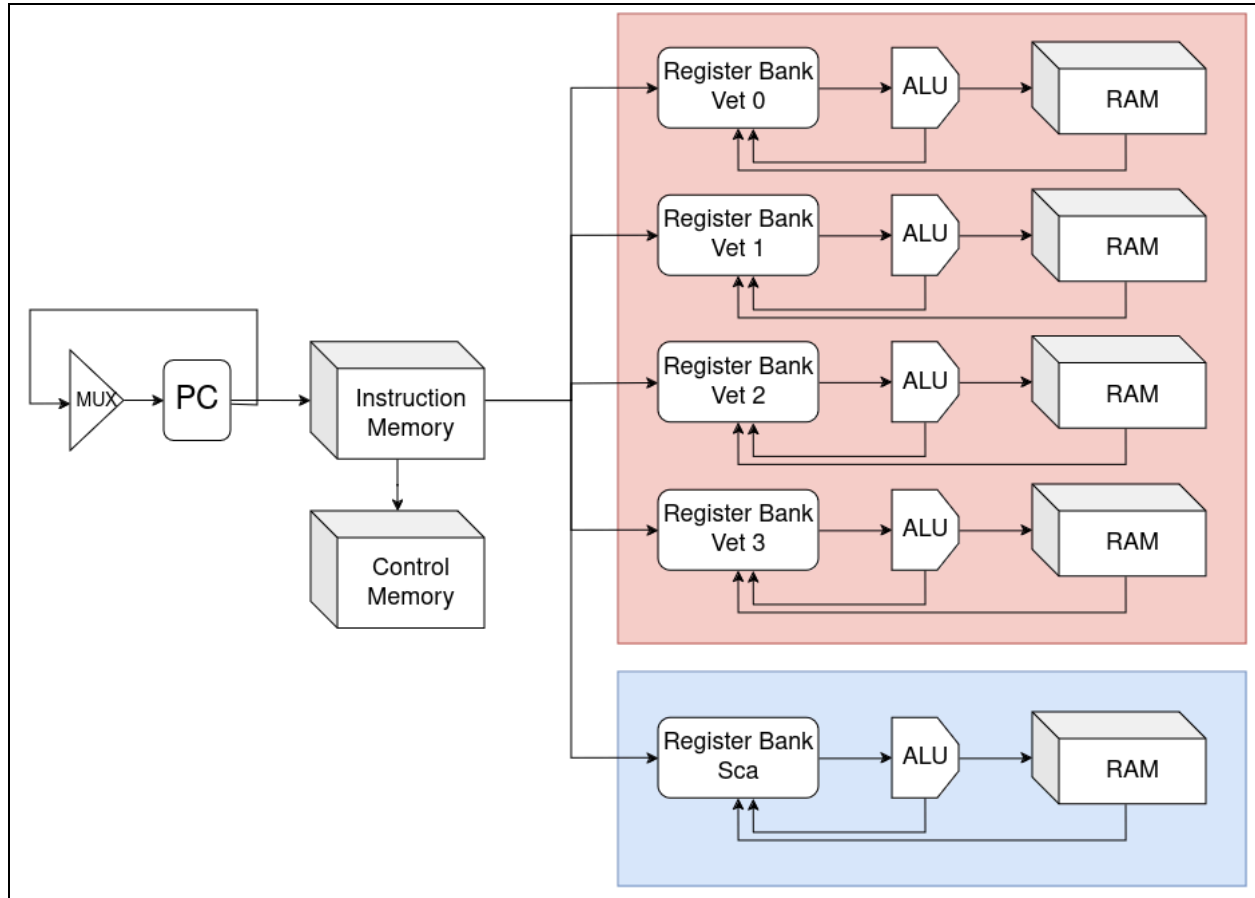 Register Bank
Vet 0
ALU
RAM
Register Bank
Vet 1
ALU
RAM
MUX
PC
Instruction
Memory
Register Bank
Vet 2
ALU
RAM
Control
Memory
Register Bank
Vet 3
ALU
RAM
Register Bank
Sca
ALU
RAM